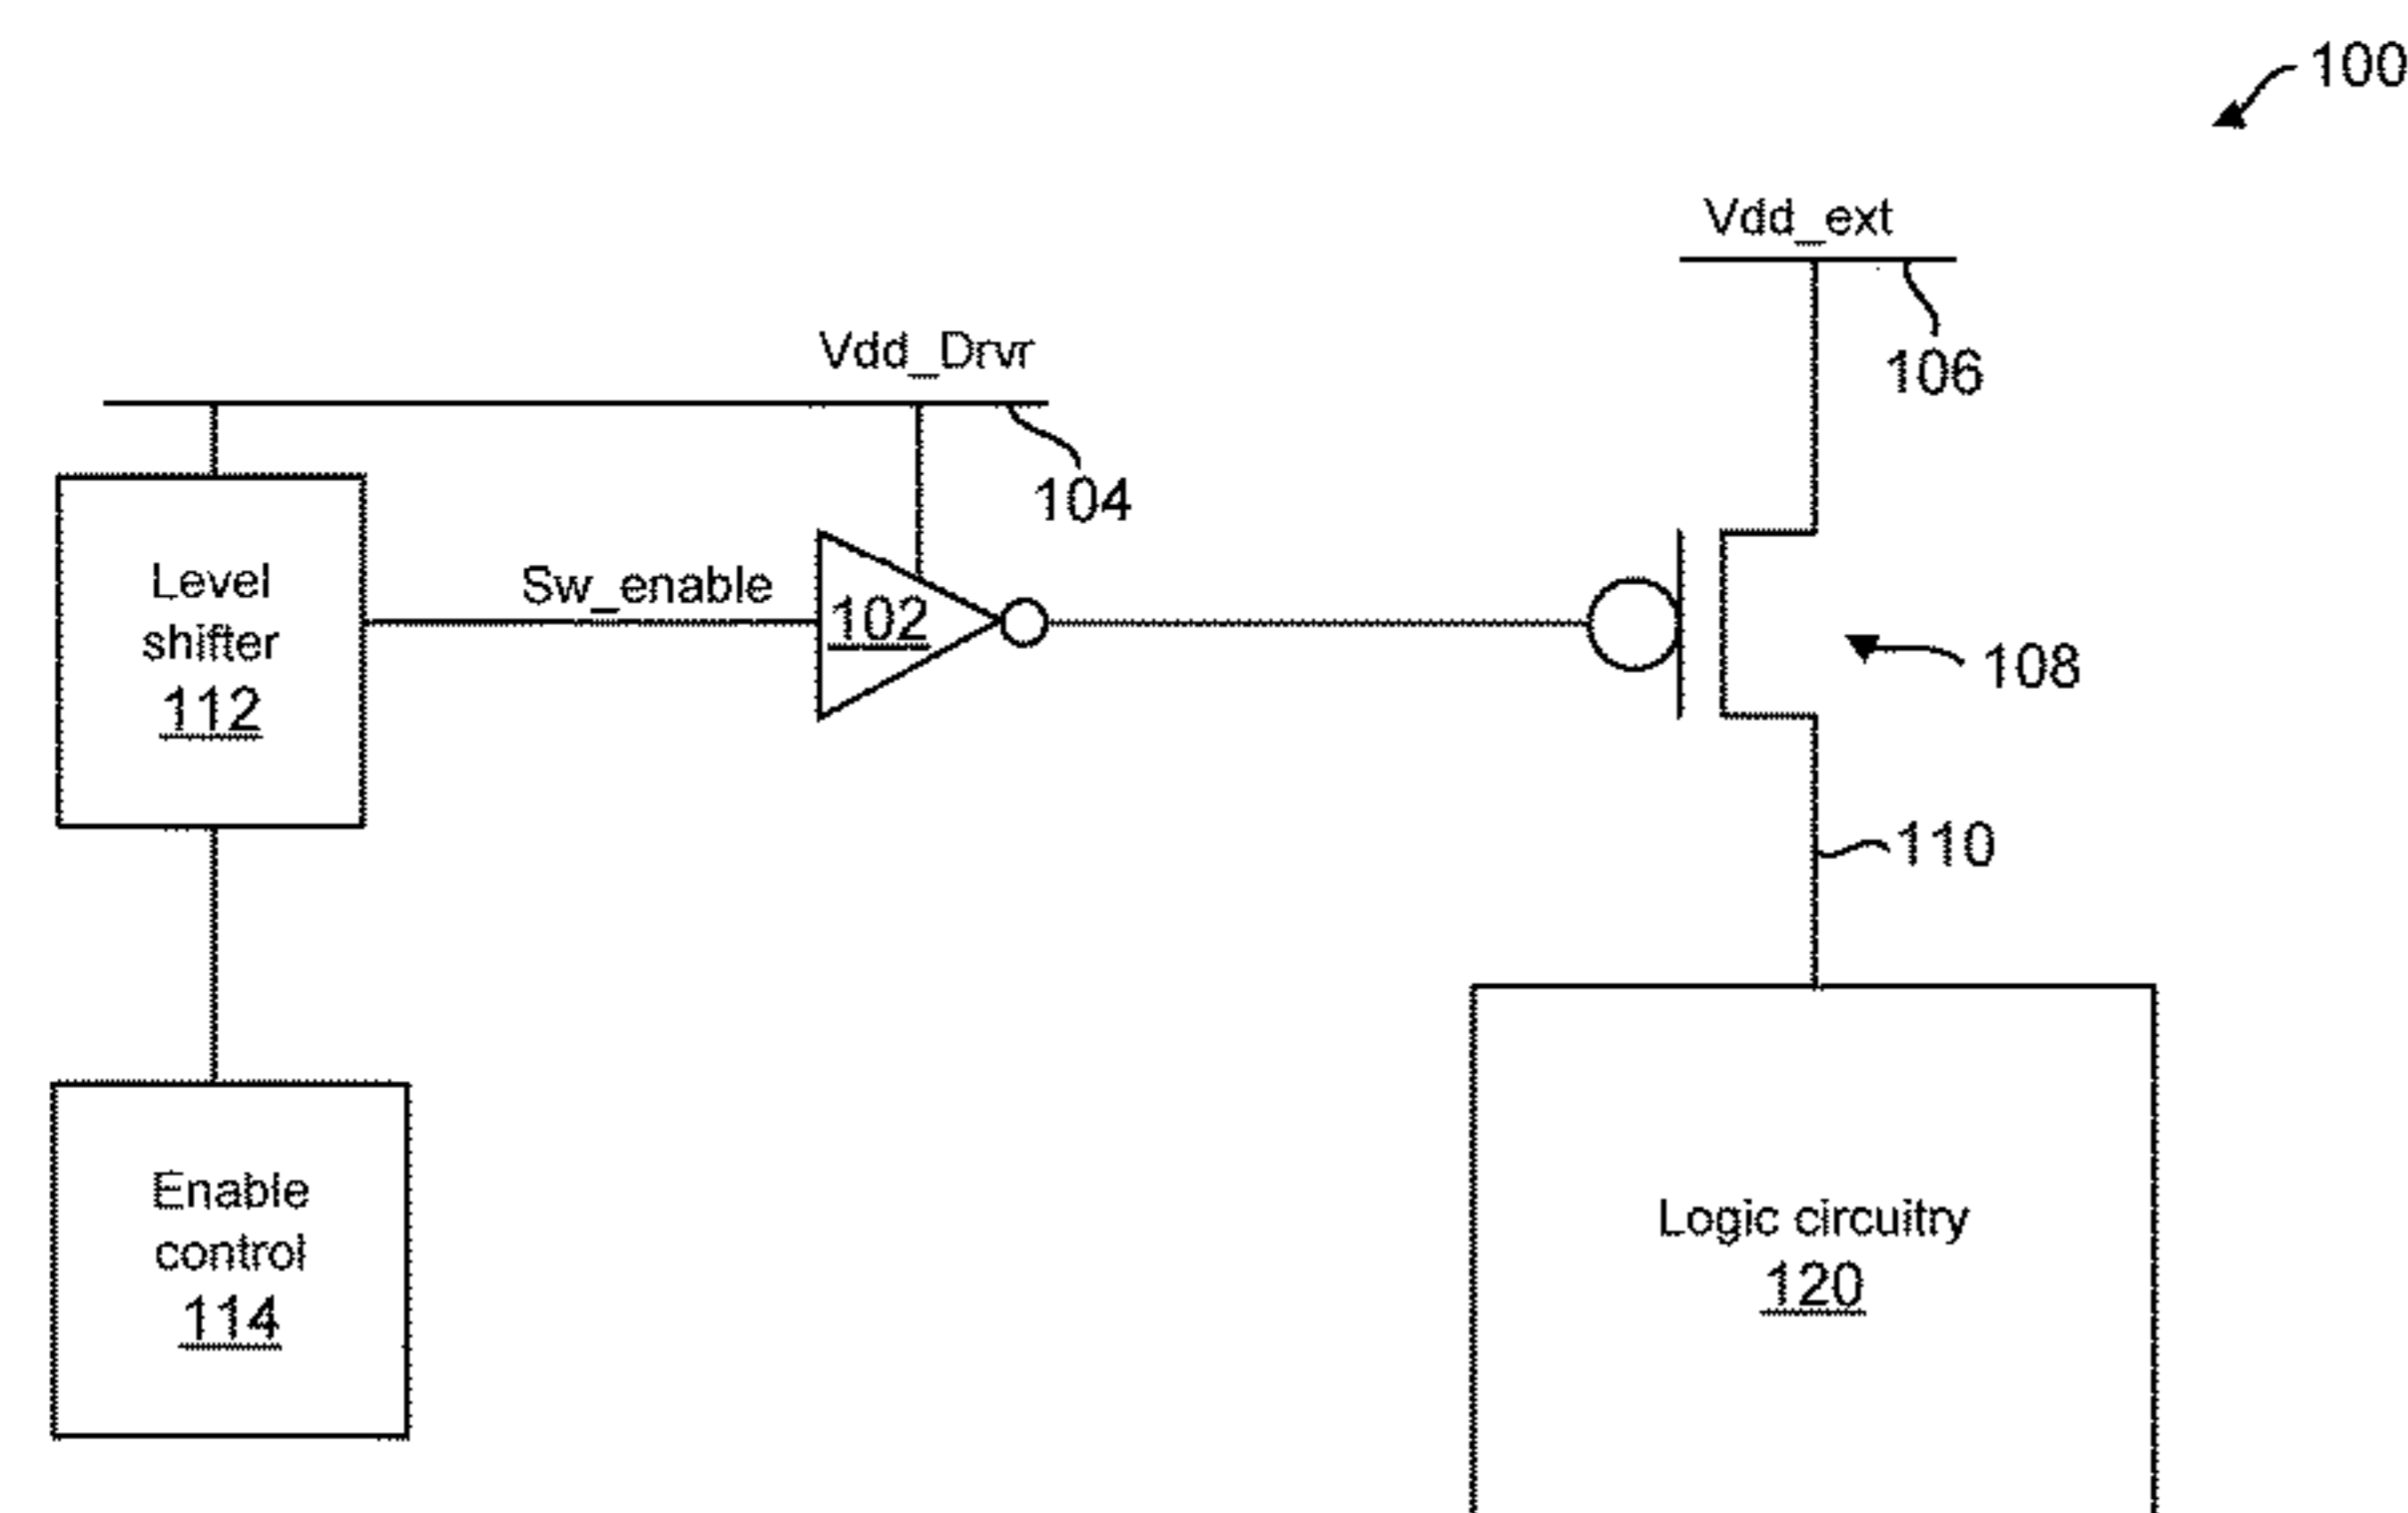 100
Vdd_ext
106
Vdd_Drvr
104
Level
shifter
112
Sw_enable
102
108
110
Enable
control
114
Logic circuitry
120